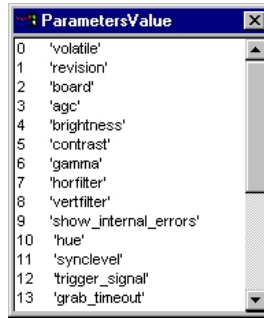 ParametersValue
0 'volatile'
1 'revision'
2 'board'
3 'agc'
4 'brightness'
5 'contrast'
6 'gamma'
7 'horfilter'
8 'vertfilter'
9 'show_internal_errors'
10 'hue'
11 'synclevel'
12 'trigger_signal'
13 'grab_timeout'